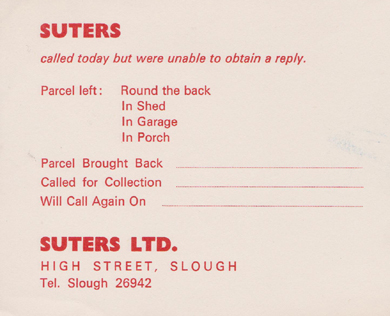 SUTERS
called today but were unable to obtain a reply.
Parcel left: Round the back
In Shed
In Garage
In Porch
Parcel Brought Back
Called for Collection
Will Call Again On
SUTERS LTD.
HIGH STREET, SLOUGH
Tel. Slough 26942